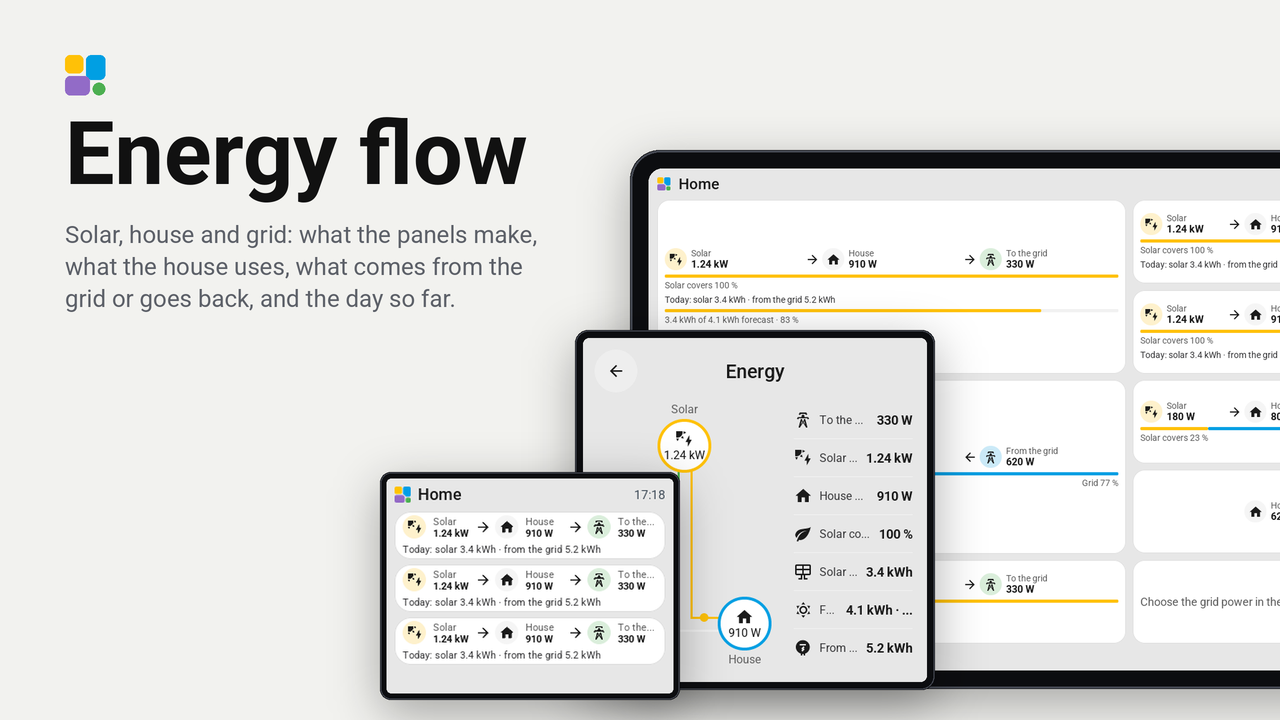 Energy flow
Solar, house and grid: what the panels make,
what the house uses, what comes from the
grid or goes back, and the day so far.
Home
Solar
1.24 kW
House
910 W
To the grid
330 W
Solar covers 100 %
Today: solar 3.4 kWh · from the grid 5.2 kWh
3.4 kWh of 4.1 kWh forecast · 83 %
Solar
1.24 kW
Solar covers 100 %
Today: solar 3.4 kWh · from the grid
Solar
1.24 kW
Solar covers 100 %
Today: solar 3.4 kWh · from the grid
From the grid
620 W
Grid 77 %
Solar
180 W
Solar covers 23 %
To the grid
330 W
Choose the grid power in the
Energy
Solar
1.24 kW
910 W
House
To the ... 330 W
Solar ... 1.24 kW
House ... 910 W
Solar co... 100 %
Solar ... 3.4 kWh
F... 4.1 kWh · ...
From ... 5.2 kWh
Home 17:18
Solar
1.24 kW
House
910 W
To the...
330 W
Today: solar 3.4 kWh · from the grid 5.2 kWh
Solar
1.24 kW
House
910 W
To the...
330 W
Today: solar 3.4 kWh · from the grid 5.2 kWh
Solar
1.24 kW
House
910 W
To the...
330 W
Today: solar 3.4 kWh · from the grid 5.2 kWh